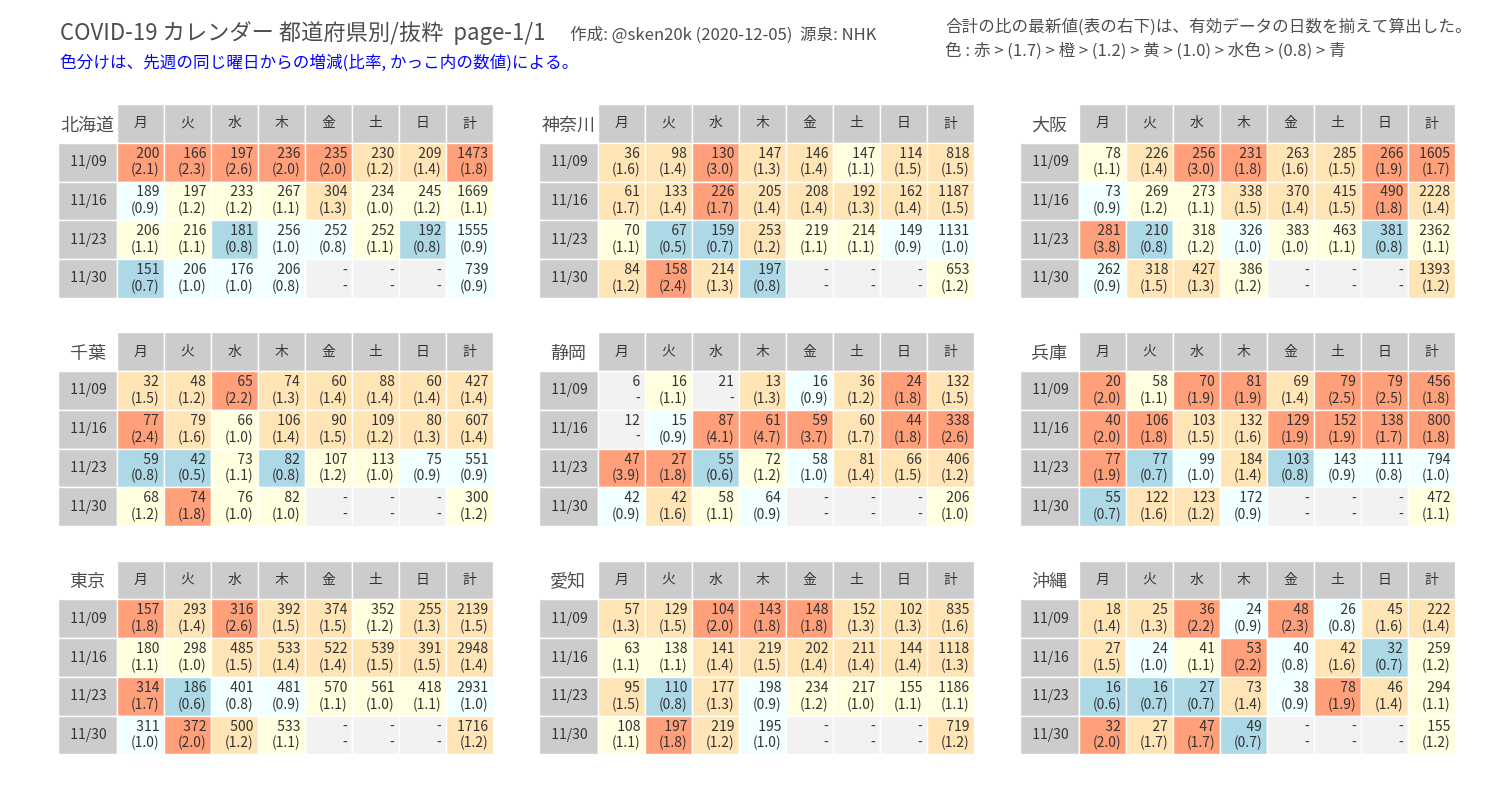 COVID-19 カレンダー 都道府県別/抜粋 page-1/1 作成: @sken20k (2020-12-05) 源泉: NHK
合計の比の最新値(表の右下)は、有効データの日数を揃えて算出した。
色分けは、先週の同じ曜日からの増減(比率, かっこ内の数値)による。
色 : 赤 > (1.7) > 橙 > (1.2) > 黄 > (1.0) > 水色 > (0.8) > 青
北海道 月 火 水 木 金 土 日 計
11/09 200 166 197 236 235 230 209 1473
(2.1) (2.3) (2.6) (2.0) (2.0) (1.2) (1.4) (1.8)
11/16 189 197 233 267 304 234 245 1669
(0.9) (1.2) (1.2) (1.1) (1.3) (1.0) (1.2) (1.1)
11/23 206 216 181 256 252 252 192 1555
(1.1) (1.1) (0.8) (1.0) (0.8) (1.1) (0.8) (0.9)
11/30 151 206 176 206 - - - 739
(0.7) (1.0) (1.0) (0.8) - - - (0.9)
神奈川 月 火 水 木 金 土 日 計
11/09 36 98 130 147 146 147 114 818
(1.6) (1.4) (3.0) (1.3) (1.4) (1.1) (1.5) (1.5)
11/16 61 133 226 205 208 192 162 1187
(1.7) (1.4) (1.7) (1.4) (1.4) (1.3) (1.4) (1.5)
11/23 70 67 159 253 219 214 149 1131
(1.1) (0.5) (0.7) (1.2) (1.1) (1.1) (0.9) (1.0)
11/30 84 158 214 197 - - - 653
(1.2) (2.4) (1.3) (0.8) - - - (1.2)
大阪 月 火 水 木 金 土 日 計
11/09 78 226 256 231 263 285 266 1605
(1.1) (1.4) (3.0) (1.8) (1.6) (1.5) (1.9) (1.7)
11/16 73 269 273 338 370 415 490 2228
(0.9) (1.2) (1.1) (1.5) (1.4) (1.5) (1.8) (1.4)
11/23 281 210 318 326 383 463 381 2362
(3.8) (0.8) (1.2) (1.0) (1.0) (1.1) (0.8) (1.1)
11/30 262 318 427 386 - - - 1393
(0.9) (1.5) (1.3) (1.2) - - - (1.2)
千葉 月 火 水 木 金 土 日 計
11/09 32 48 65 74 60 88 60 427
(1.5) (1.2) (2.2) (1.3) (1.4) (1.4) (1.4) (1.4)
11/16 77 79 66 106 90 109 80 607
(2.4) (1.6) (1.0) (1.4) (1.5) (1.2) (1.3) (1.4)
11/23 59 42 73 82 107 113 75 551
(0.8) (0.5) (1.1) (0.8) (1.2) (1.0) (0.9) (0.9)
11/30 68 74 76 82 - - - 300
(1.2) (1.8) (1.0) (1.0) - - - (1.2)
静岡 月 火 水 木 金 土 日 計
11/09 6 16 21 13 16 36 24 132
- (1.1) - (1.3) (0.9) (1.2) (1.8) (1.5)
11/16 12 15 87 61 59 60 44 338
- (0.9) (4.1) (4.7) (3.7) (1.7) (1.8) (2.6)
11/23 47 27 55 72 58 81 66 406
(3.9) (1.8) (0.6) (1.2) (1.0) (1.4) (1.5) (1.2)
11/30 42 42 58 64 - - - 206
(0.9) (1.6) (1.1) (0.9) - - - (1.0)
兵庫 月 火 水 木 金 土 日 計
11/09 20 58 70 81 69 79 79 456
(2.0) (1.1) (1.9) (1.9) (1.4) (2.5) (2.5) (1.8)
11/16 40 106 103 132 129 152 138 800
(2.0) (1.8) (1.5) (1.6) (1.9) (1.9) (1.7) (1.8)
11/23 77 77 99 184 103 143 111 794
(1.9) (0.7) (1.0) (1.4) (0.8) (0.9) (0.8) (1.0)
11/30 55 122 123 172 - - - 472
(0.7) (1.6) (1.2) (0.9) - - - (1.1)
東京 月 火 水 木 金 土 日 計
11/09 157 293 316 392 374 352 255 2139
(1.8) (1.4) (2.6) (1.5) (1.5) (1.2) (1.3) (1.5)
11/16 180 298 485 533 522 539 391 2948
(1.1) (1.0) (1.5) (1.4) (1.4) (1.5) (1.5) (1.4)
11/23 314 186 401 481 570 561 418 2931
(1.7) (0.6) (0.8) (0.9) (1.1) (1.0) (1.1) (1.0)
11/30 311 372 500 533 - - - 1716
(1.0) (2.0) (1.2) (1.1) - - - (1.2)
愛知 月 火 水 木 金 土 日 計
11/09 57 129 104 143 148 152 102 835
(1.3) (1.5) (2.0) (1.8) (1.8) (1.3) (1.3) (1.6)
11/16 63 138 141 219 202 211 144 1118
(1.1) (1.1) (1.4) (1.5) (1.4) (1.4) (1.4) (1.3)
11/23 95 110 177 198 234 217 155 1186
(1.5) (0.8) (1.3) (0.9) (1.2) (1.0) (1.1) (1.1)
11/30 108 197 219 195 - - - 719
(1.1) (1.8) (1.2) (1.0) - - - (1.2)
沖縄 月 火 水 木 金 土 日 計
11/09 18 25 36 24 48 26 45 222
(1.4) (1.3) (2.2) (0.9) (2.3) (0.8) (1.6) (1.4)
11/16 27 24 41 53 40 42 32 259
(1.5) (1.0) (1.1) (2.2) (0.8) (1.6) (0.7) (1.2)
11/23 16 16 27 73 38 78 46 294
(0.6) (0.7) (0.7) (1.4) (0.9) (1.9) (1.4) (1.1)
11/30 32 27 47 49 - - - 155
(2.0) (1.7) (1.7) (0.7) - - - (1.2)